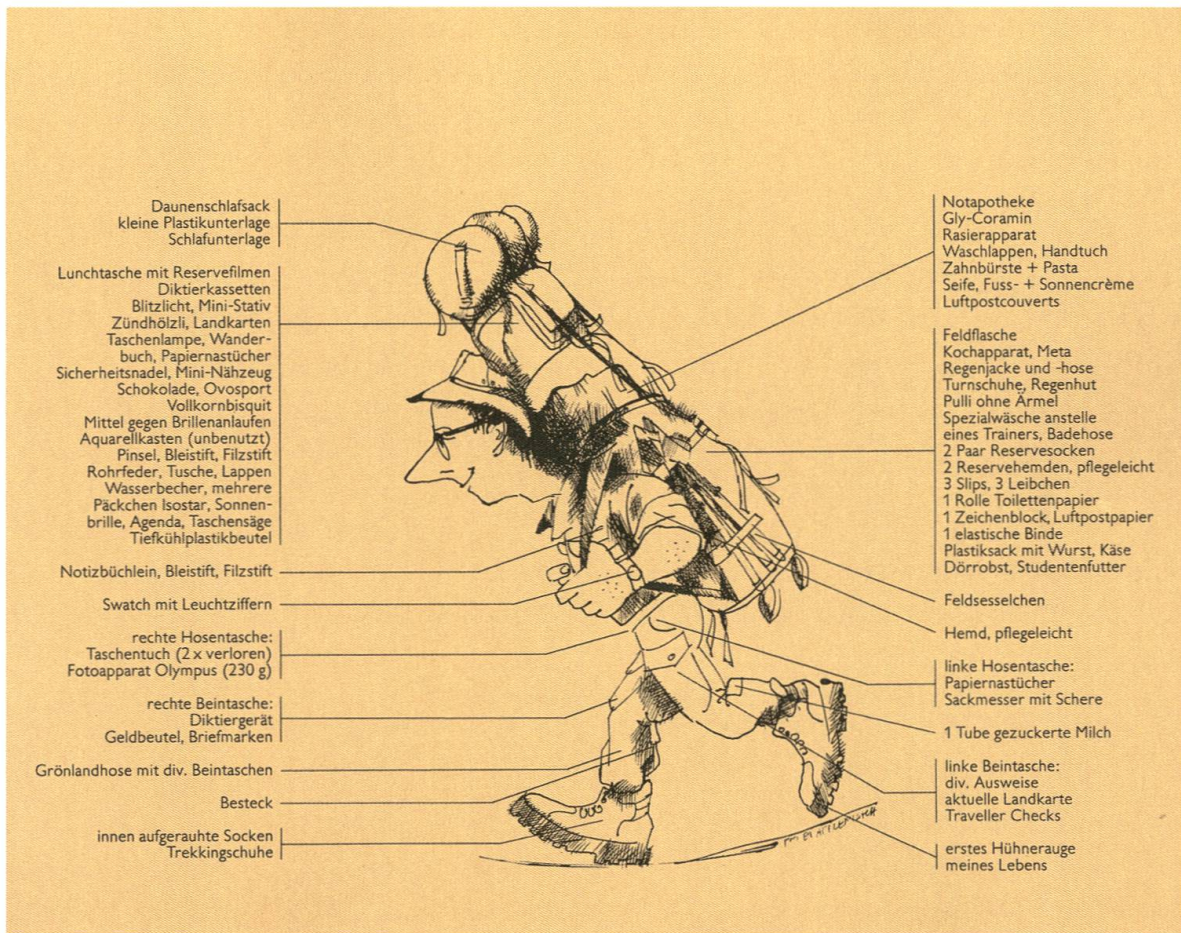 Daunenschlafsack
kleine Plastikunterlage
Schlafunterlage
Lunchtasche mit Reservefilmen
Diktierkassetten
Blitzlicht, Mini-Stativ
Zündhölzli, Landkarten
Taschenlampe, Wander-
buch, Papiernastücher
Sicherheitsnadel, Mini-Nähzeug
Schokolade, Ovosport
Vollkornbisquit
Mittel gegen Brillenanlaufen
Aquarellkasten (unbenutzt)
Pinsel, Bleistift, Filzstift
Rohrfeder, Tusche, Lappen
Wasserbecher, mehrere
Päckchen Isostar, Sonnen-
brille, Agenda, Taschensäge
Tiefkühlplastikbeutel
Notizbüchlein, Bleistift, Filzstift
Swatch mit Leuchtziffern
rechte Hosentasche:
Taschentuch (2 x verloren)
Fotoapparat Olympus (230 g)
rechte Beintasche:
Diktiergerät
Geldbeutel, Briefmarken
Grönlandhose mit div. Beintaschen
Besteck
innen aufgerauhte Socken
Trekkingschuhe
Notapotheke
Gly-Coramin
Rasierapparat
Waschlappen, Handtuch
Zahnbürste + Pasta
Seife, Fuss- + Sonnencrème
Luftpostcouverts
Feldflasche
Kochapparat, Meta
Regenjacke und -hose
Turnschuhe, Regenhut
Pulli ohne Ärmel
Spezialwäsche anstelle
eines Trainers, Badehose
2 Paar Reservesocken
2 Reservehemden, pflegeleicht
3 Slips, 3 Leibchen
1 Rolle Toilettenpapier
1 Zeichenblock, Luftpostpapier
1 elastische Binde
Plastiksack mit Wurst, Käse
Dörrobst, Studentenfutter
Feldsesselchen
Hemd, pflegeleicht
linke Hosentasche:
Papiernastücher
Sackmesser mit Schere
1 Tube gezuckerte Milch
linke Beintasche:
div. Ausweise
aktuelle Landkarte
Traveller Checks
erstes Hühnerauge
meines Lebens